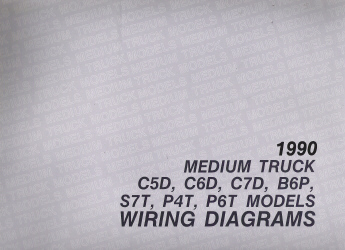 1990
MEDIUM TRUCK
C5D, C6D, C7D, B6P,
S7T, P4T, P6T MODELS
WIRING DIAGRAMS